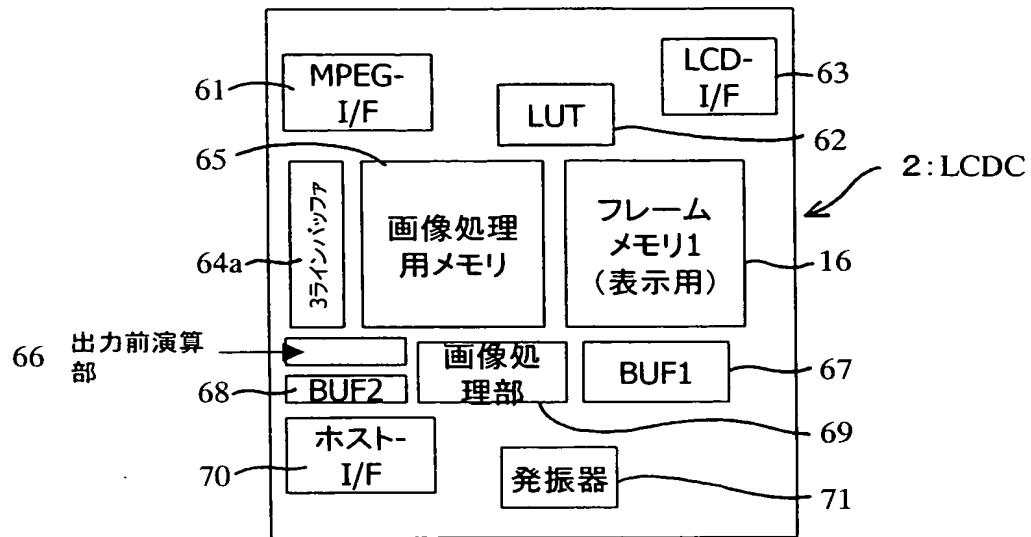 61
MPEG-
I/F
LUT
62
LCD-
I/F
63
2:LCDC
65
64a
3ラインバッファ
画像処理
用メモリ
フレーム
メモリ1
(表示用)
16
66
出力前演算
部
68
BUF2
画像処
理部
69
BUF1
67
70
ホスト-
I/F
発振器
71